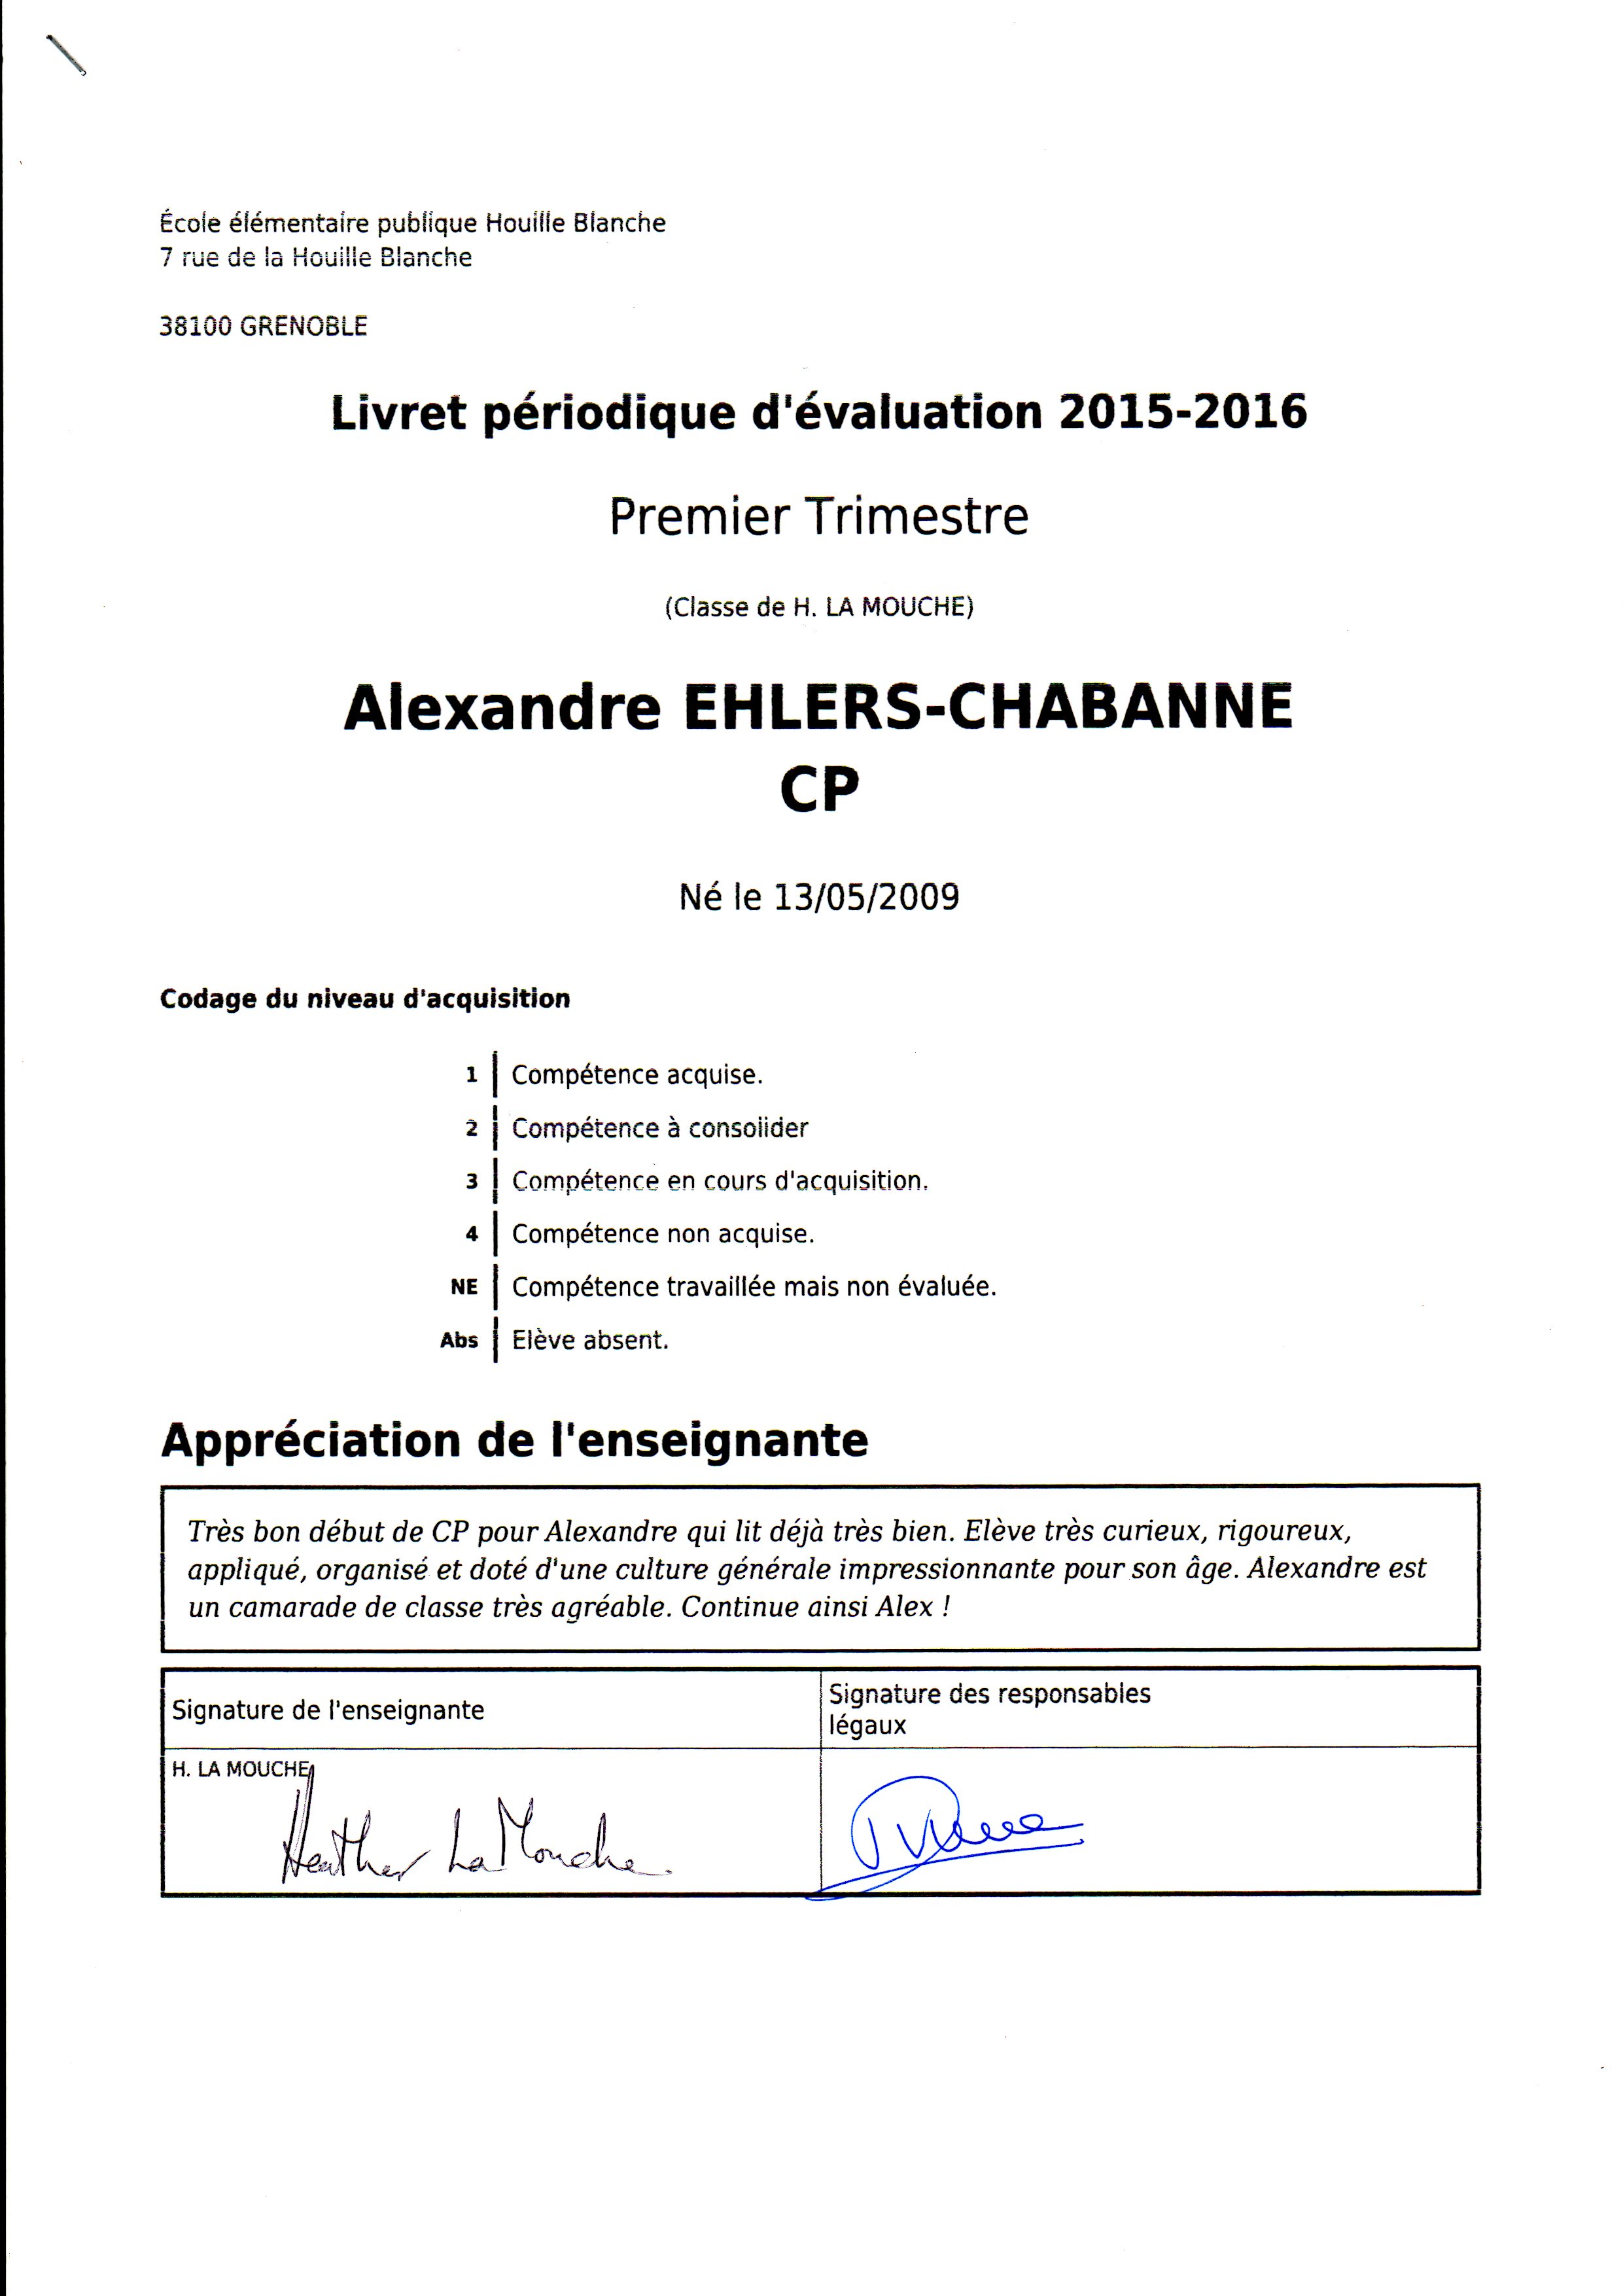 École élémentaire publique Houille Blanche
7 rue de la Houille Blanche
38100 GRENOBLE
Livret périodique d'évaluation 2015-2016
Premier Trimestre
(Classe de H. LA MOUCHE)
Alexandre EHLERS-CHABANNE
CP
Né le 13/05/2009
Codage du niveau d'acquisition
1 Compétence acquise.
2 Compétence à consolider
3 Compétence en cours d'acquisition.
4 Compétence non acquise.
NE Compétence travaillée mais non évaluée.
Abs Elève absent.
Appréciation de l'enseignante
Très bon début de CP pour Alexandre qui lit déjà très bien. Elève très curieux, rigoureux,
appliqué, organisé et doté d'une culture générale impressionnante pour son âge. Alexandre est
un camarade de classe très agréable. Continue ainsi Alex !
Signature de l'enseignante
Signature des responsables
légaux
H. LA MOUCHE
Heather La Mouche